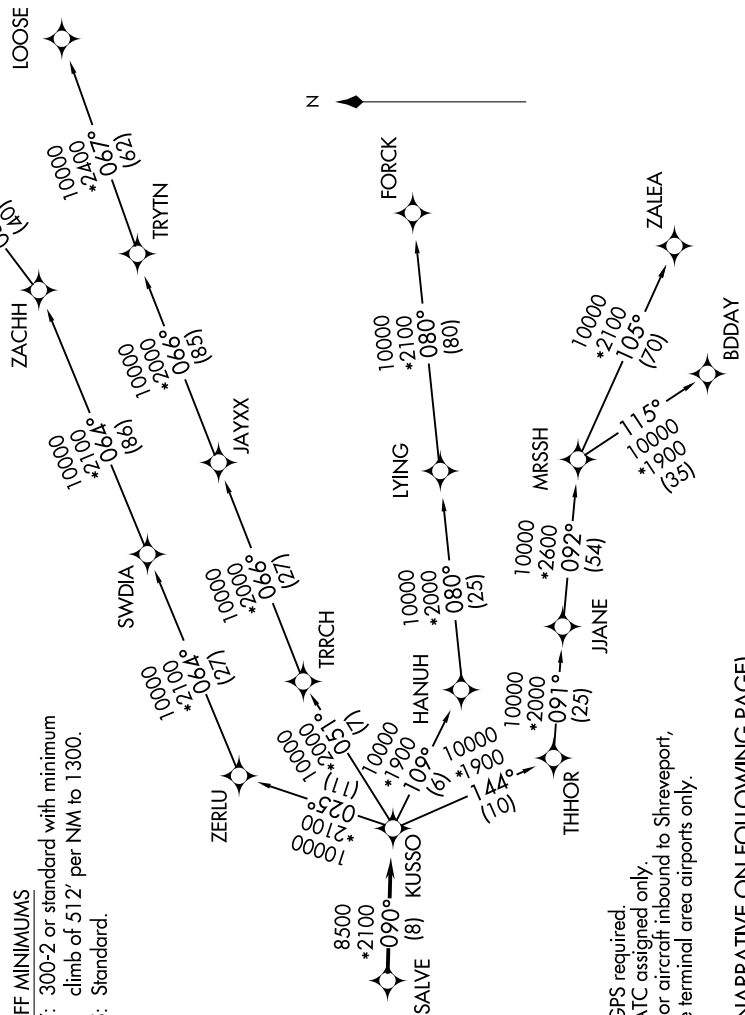 LOOSE
N
10000
*2400
067°
(62)
TRYTN
(40)
ZACHH
10000
*2000
066°
(85)
10000
*2100
064°
(86)
JAYXX
SWDIA
10000
*2000
066°
(27)
10000
*2100
064°
(27)
TRRCH
ZERLU
10000
*2000
051°
(7)
10000
*2100
025°
(11)
FORCK
10000
*2100
080°
(80)
LYING
10000
*2000
080°
(25)
HANUH
10000
*1900
109°
(6)
ZALEA
10000
*2100
105°
(70)
BDDAY
115°
10000
*1900
(35)
MRSSH
10000
*2600
092°
(54)
JJANE
10000
*2000
091°
(25)
THHOR
10000
*1900
144°
(10)
KUSSO
8500
*2100
090°
(8)
SALVE
FF MINIMUMS
: 300-2 or standard with minimum
climb of 512' per NM to 1300.
: Standard.
GPS required.
ATC assigned only.
or aircraft inbound to Shreveport,
e terminal area airports only.
NARRATIVE ON FOLLOWING PAGE)